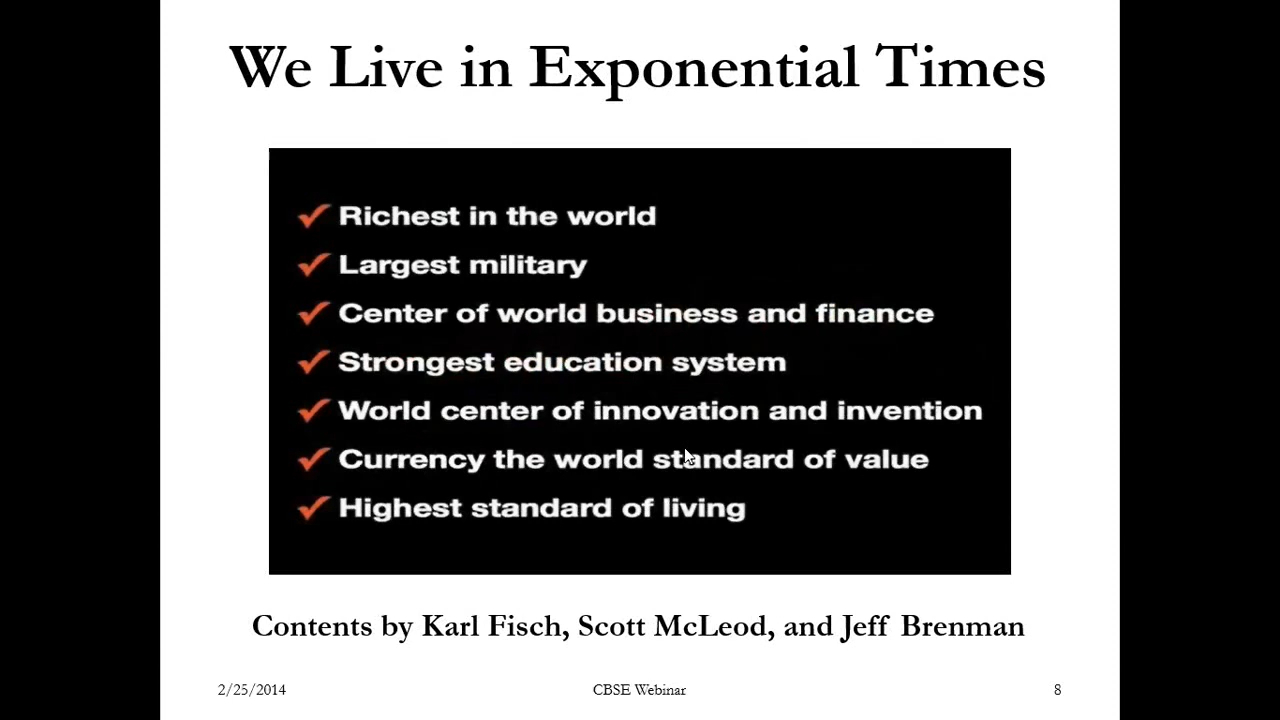 We Live in Exponential Times
Richest in the world
Largest military
Center of world business and finance
Strongest education system
World center of innovation and invention
Currency the world standard of value
Highest standard of living
Contents by Karl Fisch, Scott McLeod, and Jeff Brenman
2/25/2014
CBSE Webinar
8